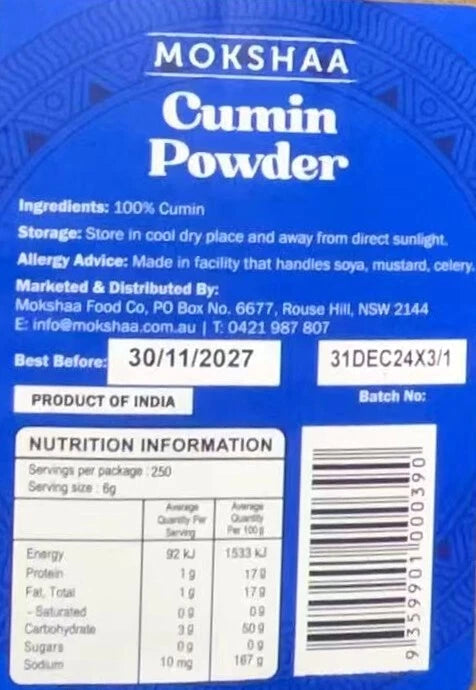 MOKSHAA
Cumin
Powder
Ingredients: 100% Cumin
Storage: Store in cool dry place and away from direct sunlight.
Allergy Advice: Made in facility that handles soya, mustard, celery.
Marketed & Distributed By:
Mokshaa Food Co, PO Box No. 6677, Rouse Hill, NSW 2144
E: info@mokshaa.com.au | T: 0421 987 807
Best Before: 30/11/2027
31DEC24X3/1
Batch No:
PRODUCT OF INDIA
NUTRITION INFORMATION
Servings per package : 250
Serving size : 6g
Average Quantity Per Serving
Average Quantity Per 100 g
Energy 92 kJ 1533 kJ
Protein 1 g 17 g
Fat, Total 1 g 17 g
- Saturated 0 g 0 g
Carbohydrate 3 g 50 g
Sugars 0 g 0 g
Sodium 10 mg 167 g
9 359901 000390